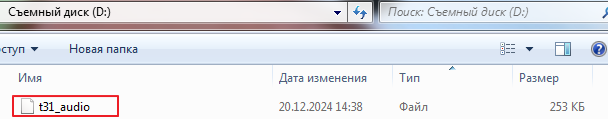 Съемный диск (D:)
Поиск: Съемный диск (D:)
оступ
Новая папка
Имя
Дата изменения
Тип
Размер
t31_audio
20.12.2024 14:38
Файл
253 КБ